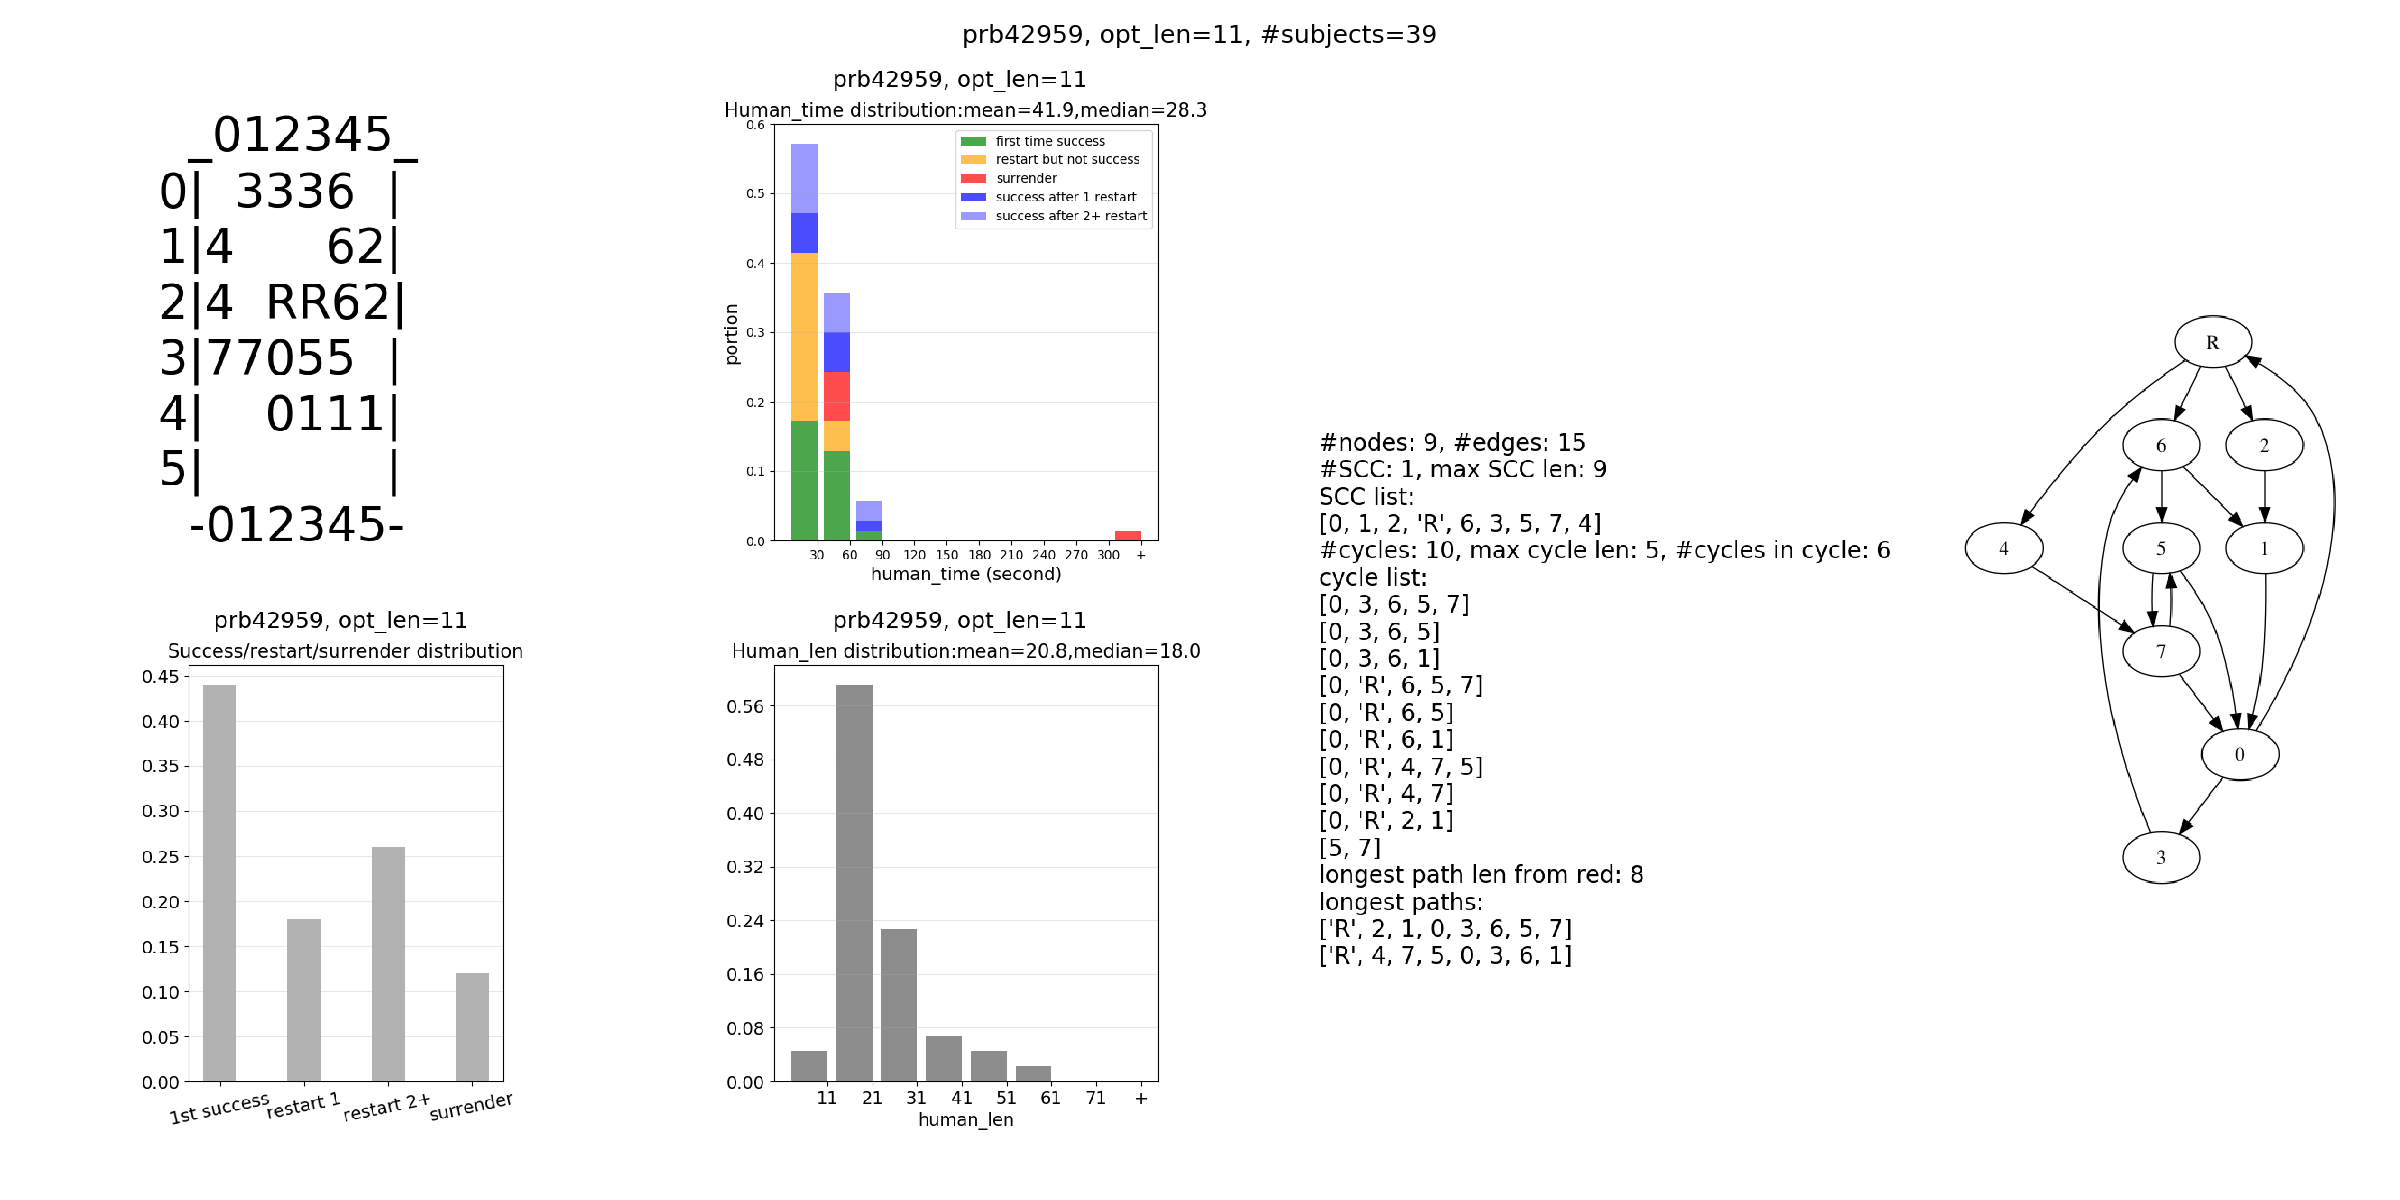 prb42959, opt_len=11, #subjects=39
_012345_
0| 3336  |
1|4      62|
2|4  RR62|
3|77055  |
4|    0111|
5|            |
-012345-
prb42959, opt_len=11
Human_time distribution:mean=41.9,median=28.3
0.6
0.5
0.4
0.3
0.2
0.1
0.0
portion
first time success
restart but not success
surrender
success after 1 restart
success after 2+ restart
30 60 90 120 150 180 210 240 270 300 +
human_time (second)
prb42959, opt_len=11
Success/restart/surrender distribution
0.45
0.40
0.35
0.30
0.25
0.20
0.15
0.10
0.05
0.00
1st success restart 1 restart 2+ surrender
prb42959, opt_len=11
Human_len distribution:mean=20.8,median=18.0
0.56
0.48
0.40
0.32
0.24
0.16
0.08
0.00
11 21 31 41 51 61 71 +
human_len
#nodes: 9, #edges: 15
#SCC: 1, max SCC len: 9
SCC list:
[0, 1, 2, 'R', 6, 3, 5, 7, 4]
#cycles: 10, max cycle len: 5, #cycles in cycle: 6
cycle list:
[0, 3, 6, 5, 7]
[0, 3, 6, 5]
[0, 3, 6, 1]
[0, 'R', 6, 5, 7]
[0, 'R', 6, 5]
[0, 'R', 6, 1]
[0, 'R', 4, 7, 5]
[0, 'R', 4, 7]
[0, 'R', 2, 1]
[5, 7]
longest path len from red: 8
longest paths:
['R', 2, 1, 0, 3, 6, 5, 7]
['R', 4, 7, 5, 0, 3, 6, 1]
R
6 2
4 5 1
7
0
3